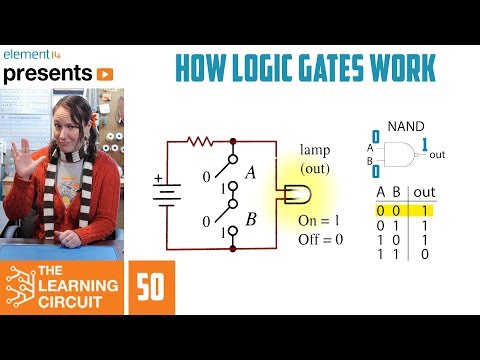 element14
presents
HOW LOGIC GATES WORK
lamp
(out)
0
A
1
0
B
1
+
-
On = 1
Off = 0
NAND
0
A
B
0
1
out
A B out
0 0 1
0 1 1
1 0 1
1 1 0
THE
LEARNING
CIRCUIT
50